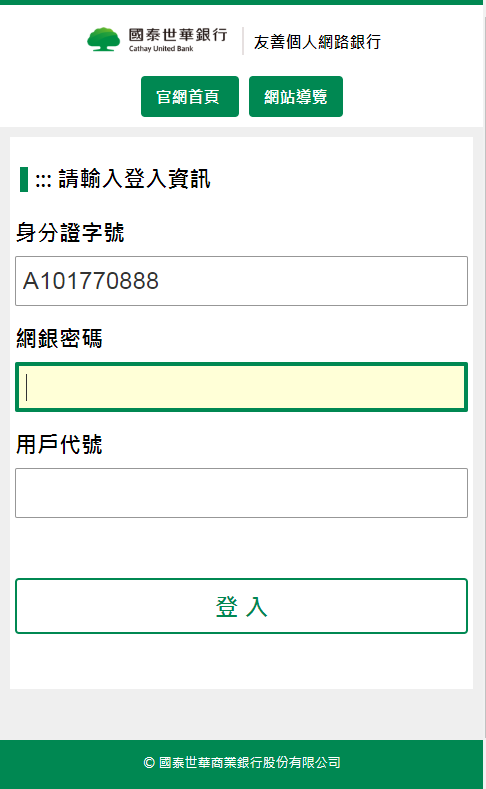 國泰世華銀行
Cathay United Bank
友善個人網路銀行
官網首頁 網站導覽
::: 請輸入登入資訊
身分證字號
A101770888
網銀密碼
用戶代號
登 入
© 國泰世華商業銀行股份有限公司